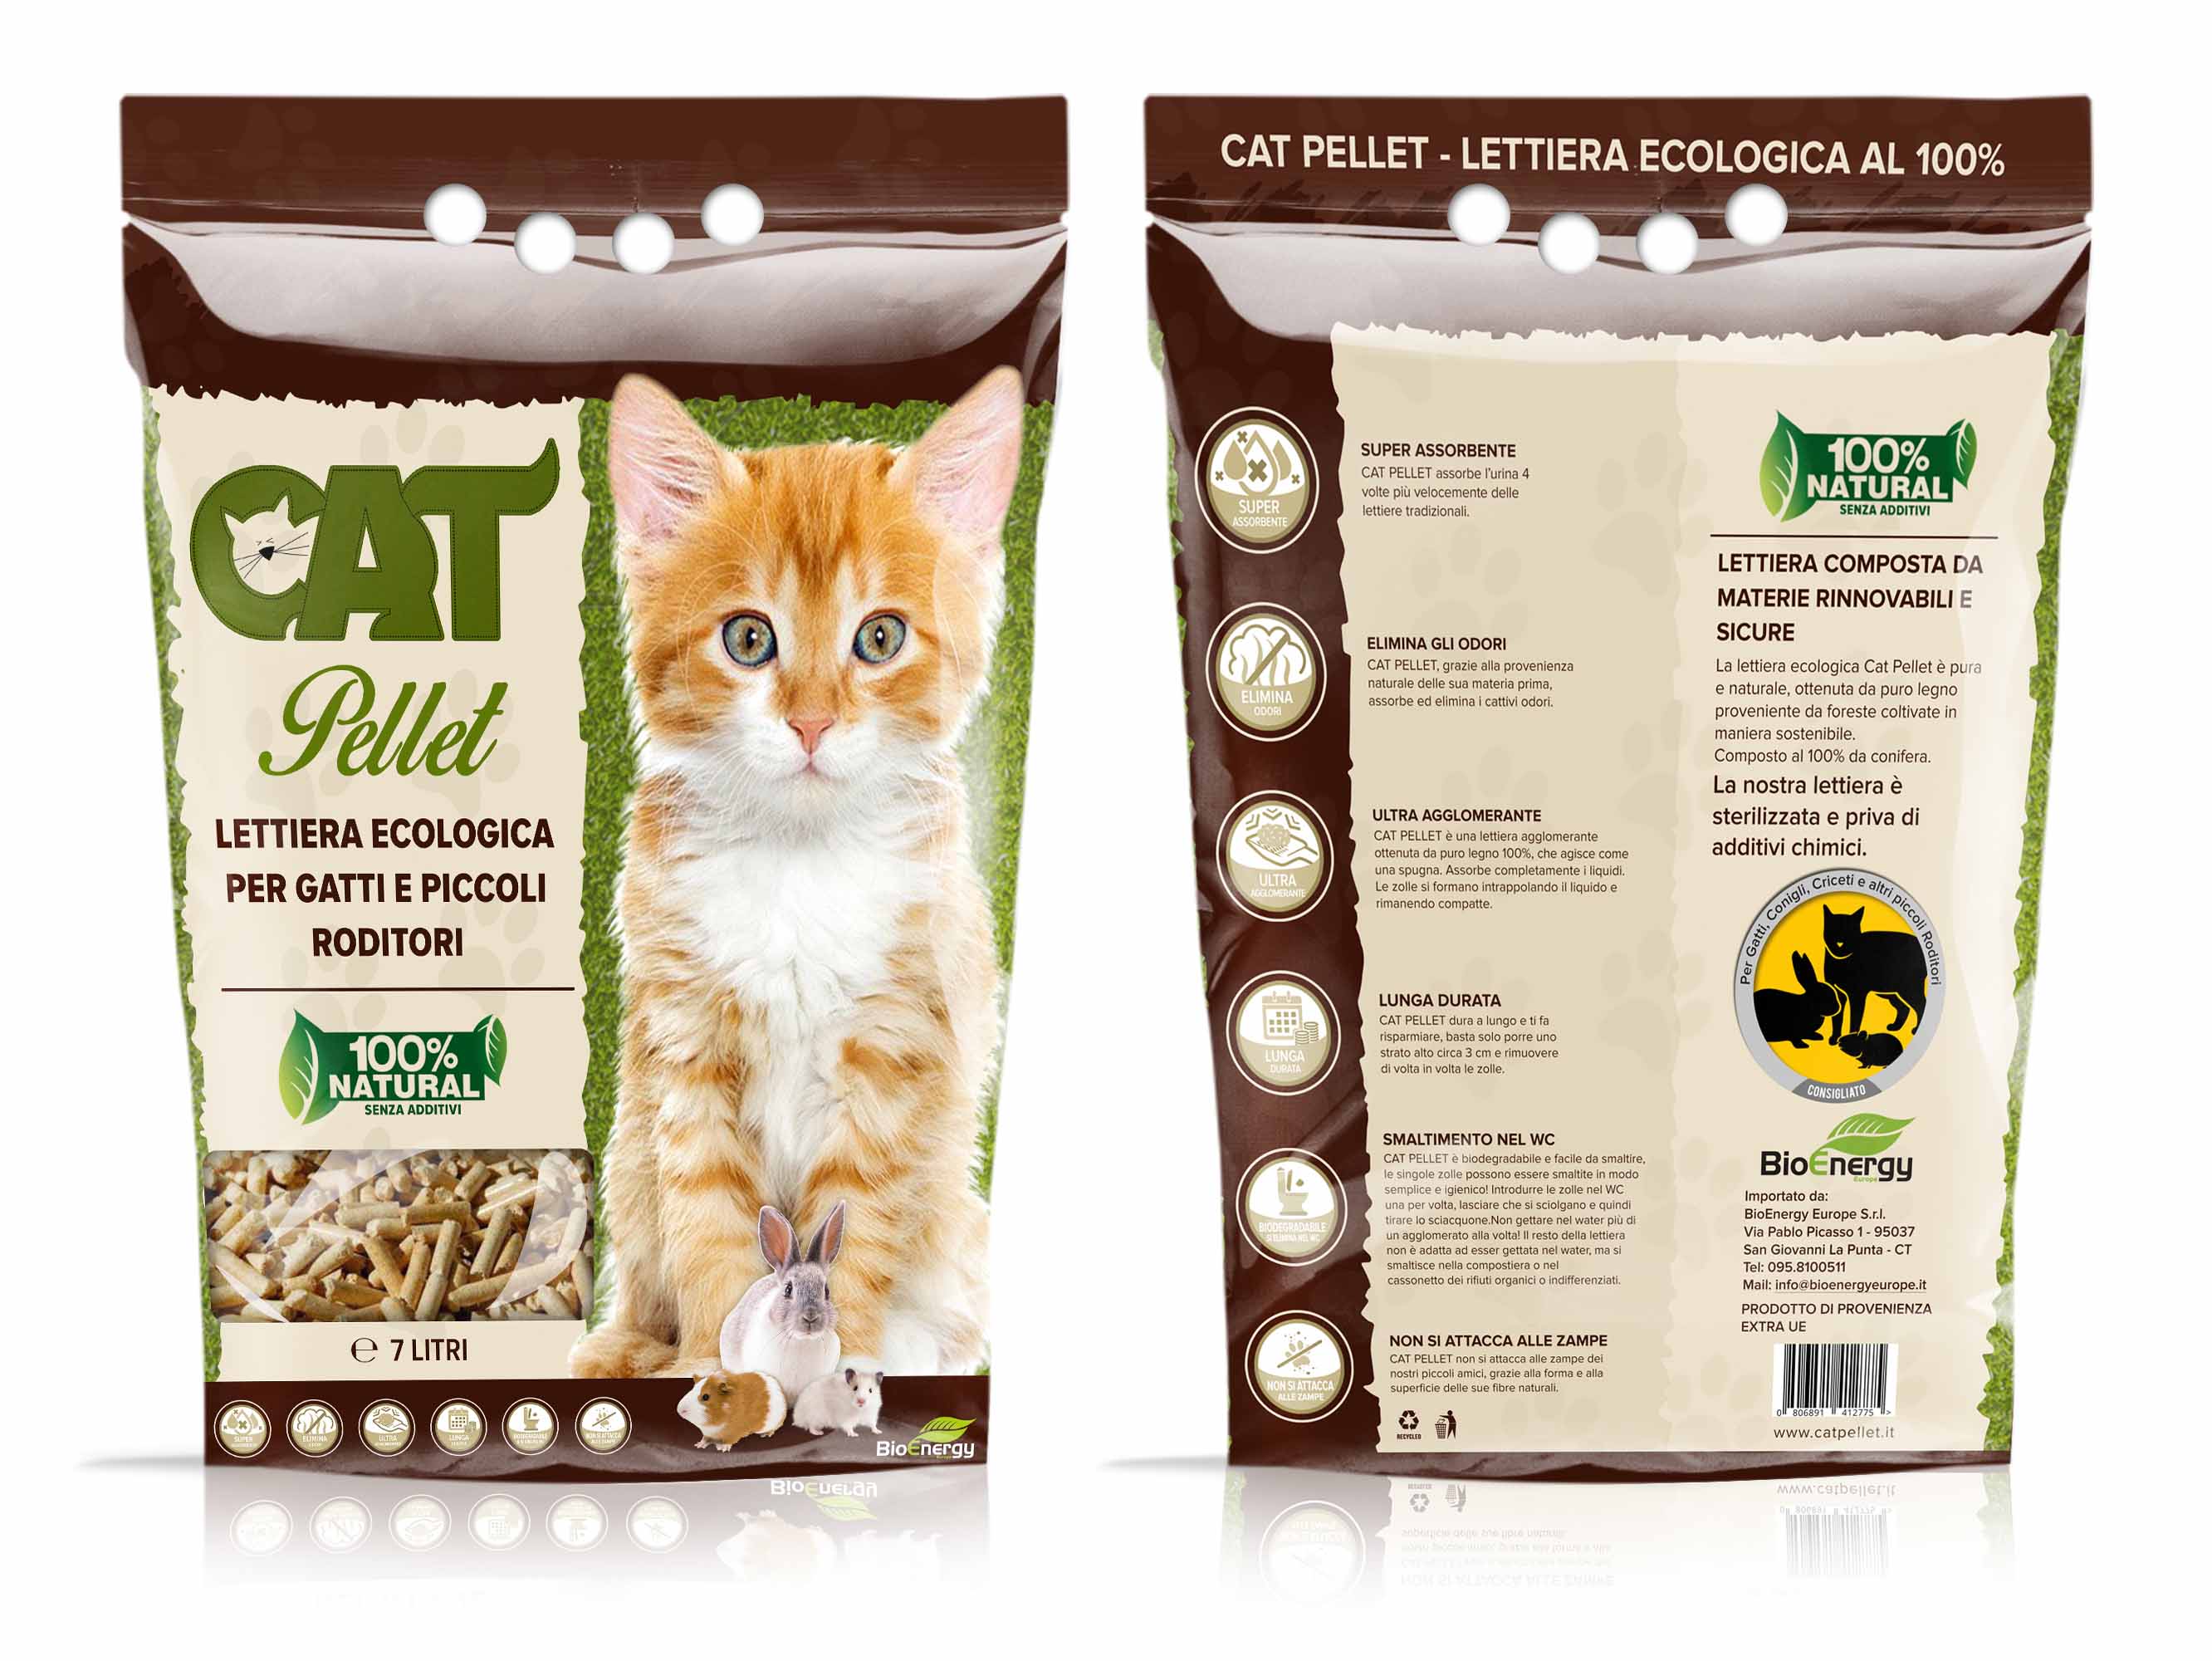 CAT
Pellet
LETTIERA ECOLOGICA
PER GATTI E PICCOLI
RODITORI
100%
NATURAL
SENZA ADDITIVI
℮ 7 LITRI
BioEnergy
CAT PELLET - LETTIERA ECOLOGICA AL 100%
SUPER
ASSORBENTE
SUPER ASSORBENTE
CAT PELLET assorbe l'urina 4
volte più velocemente delle
lettiere tradizionali.
ELIMINA
ODORI
ELIMINA GLI ODORI
CAT PELLET, grazie alla provenienza
naturale delle sua materia prima,
assorbe ed elimina i cattivi odori.
ULTRA
AGGLOMERANTE
ULTRA AGGLOMERANTE
CAT PELLET è una lettiera agglomerante
ottenuta da puro legno 100%, che agisce come
una spugna. Assorbe completamente i liquidi.
Le zolle si formano intrappolando il liquido e
rimanendo compatte.
LUNGA
DURATA
LUNGA DURATA
CAT PELLET dura a lungo e ti fa
risparmiare, basta solo porre uno
strato alto circa 3 cm e rimuovere
di volta in volta le zolle.
BIODEGRADABILE
SI ELIMINA NEL WC
SMALTIMENTO NEL WC
CAT PELLET è biodegradabile e facile da smaltire,
le singole zolle possono essere smaltite in modo
semplice e igienico! Introdurre le zolle nel WC
una per volta, lasciare che si sciolgano e quindi
tirare lo sciacquone.Non gettare nel water più di
un agglomerato alla volta! Il resto della lettiera
non è adatta ad esser gettata nel water, ma si
smaltisce nella compostiera o nel
cassonetto dei rifiuti organici o indifferenziati.
NON SI ATTACCA
ALLE ZAMPE
NON SI ATTACCA ALLE ZAMPE
CAT PELLET non si attacca alle zampe dei
nostri piccoli amici, grazie alla forma e alla
superficie delle sue fibre naturali.
RECYCLED
100%
NATURAL
SENZA ADDITIVI
LETTIERA COMPOSTA DA
MATERIE RINNOVABILI E
SICURE
La lettiera ecologica Cat Pellet è pura
e naturale, ottenuta da puro legno
proveniente da foreste coltivate in
maniera sostenibile.
Composto al 100% da conifera.
La nostra lettiera è
sterilizzata e priva di
additivi chimici.
Per Gatti, Conigli, Criceti e altri piccoli Roditori
CONSIGLIATO
BioEnergy
Europe
Importato da:
BioEnergy Europe S.r.l.
Via Pablo Picasso 1 - 95037
San Giovanni La Punta - CT
Tel: 095.8100511
Mail: info@bioenergyeurope.it
PRODOTTO DI PROVENIENZA
EXTRA UE
0 806891 412775 >
www.catpellet.it